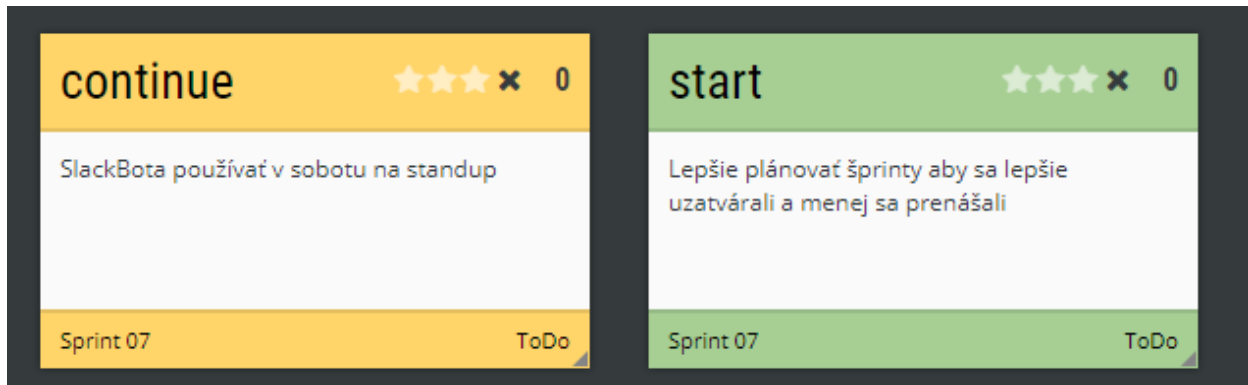 continue 0
SlackBota používať v sobotu na standup
Sprint 07 ToDo
start 0
Lepšie plánovať šprinty aby sa lepšie
uzatvárali a menej sa prenášali
Sprint 07 ToDo